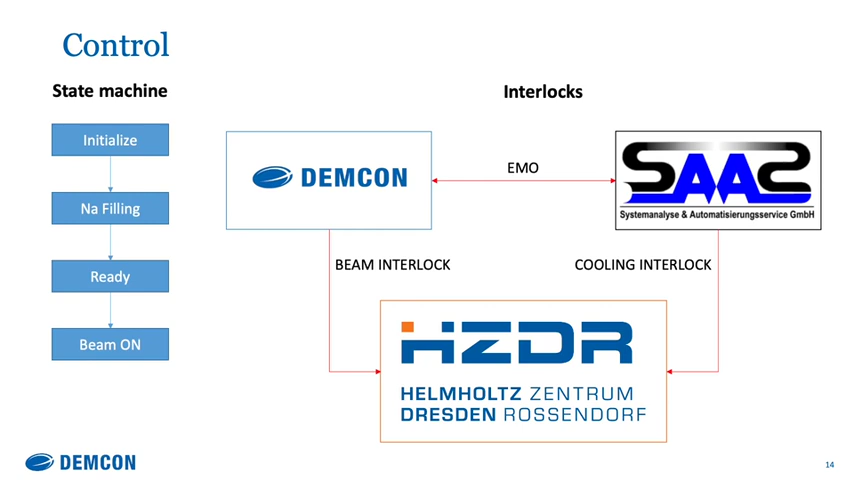 Control
State machine
Initialize
Na Filling
Ready
Beam ON
Interlocks
DEMCON
EMO
SAAS
Systemanalyse & Automatisierungsservice GmbH
BEAM INTERLOCK
COOLING INTERLOCK
HZDR
HELMHOLTZ ZENTRUM
DRESDEN ROSSENDORF
DEMCON
14